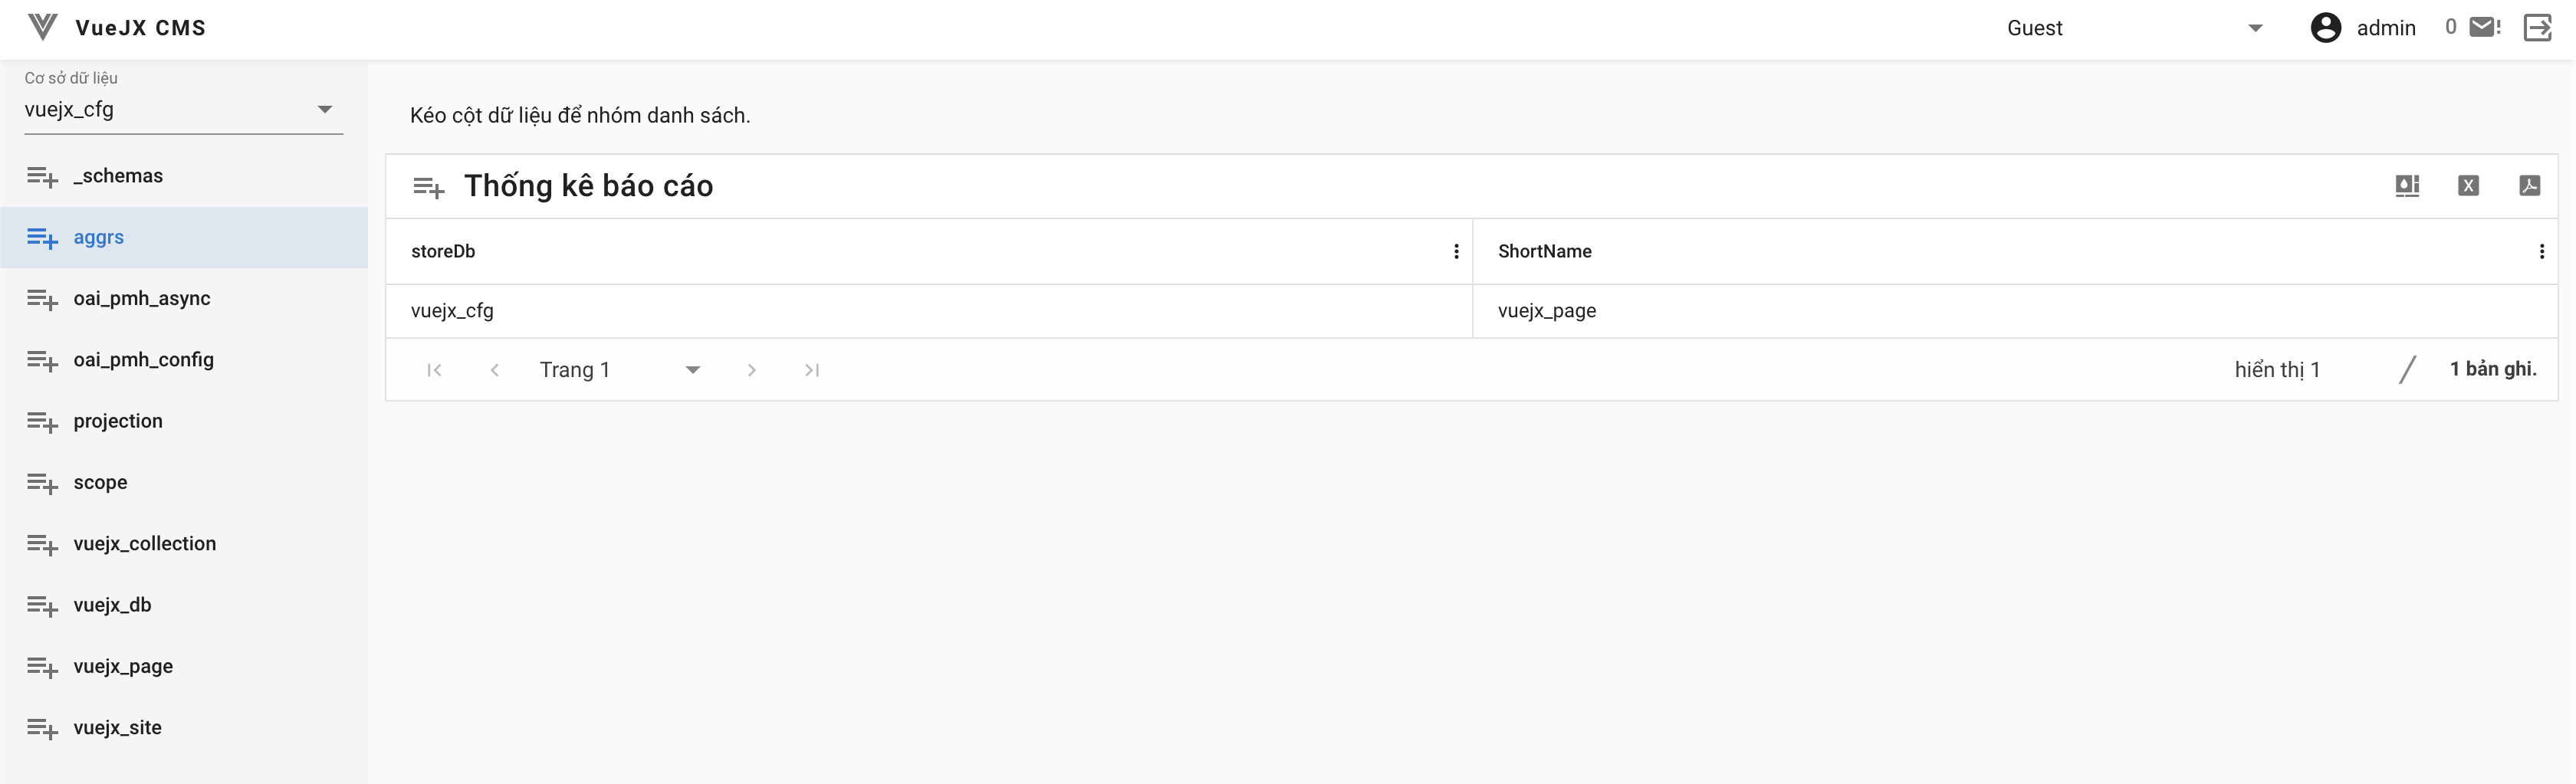 VueJX CMS
Guest
admin
0
Cơ sở dữ liệu
vuejx_cfg
_schemas
aggrs
oai_pmh_async
oai_pmh_config
projection
scope
vuejx_collection
vuejx_db
vuejx_page
vuejx_site
Kéo cột dữ liệu để nhóm danh sách.
Thống kê báo cáo
storeDb
ShortName
vuejx_cfg
vuejx_page
Trang 1
hiển thị 1 / 1 bản ghi.